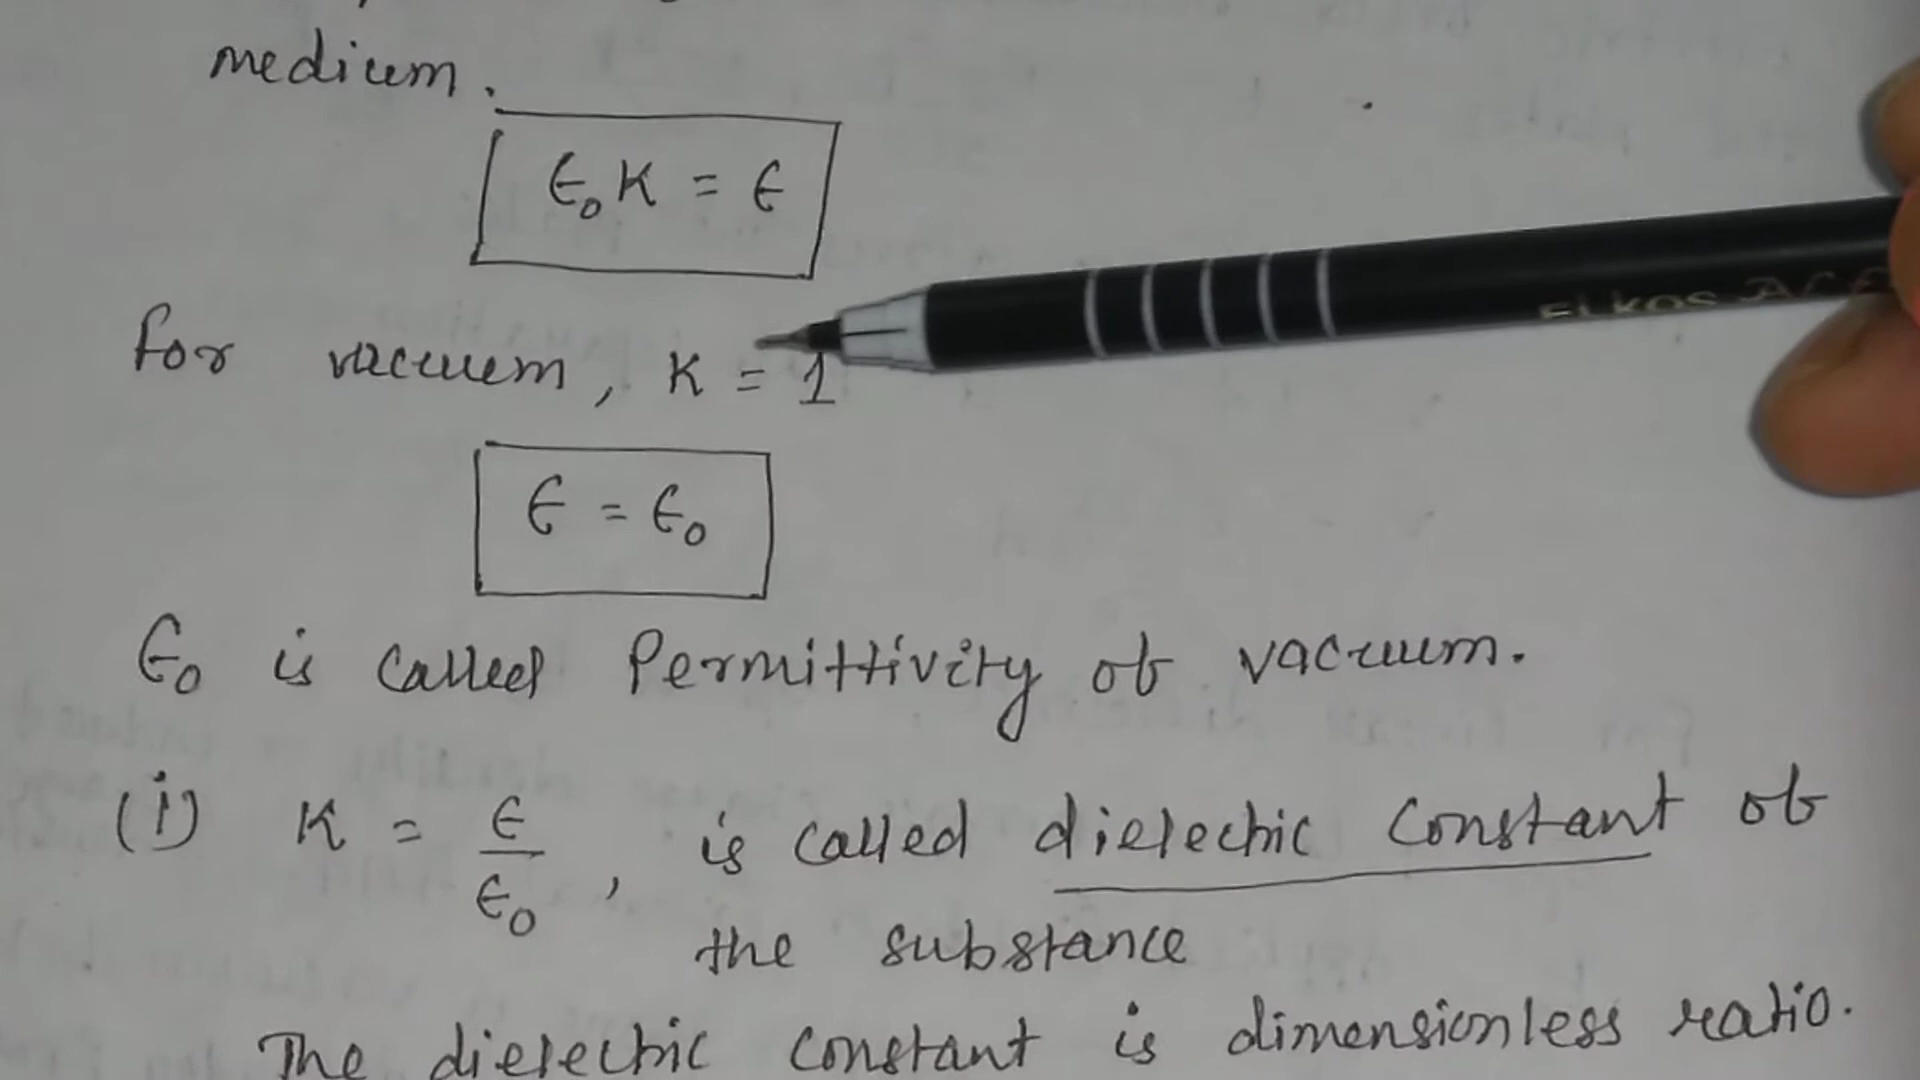 medium.
ϵ₀K = ϵ
for vacuum, K = 1
ϵ = ϵ₀
ϵ₀ is called Permittivity of vacuum.
(i) K = ϵ/ϵ₀, is called dielectric constant of
the substance
The dielectric constant is dimensionless ratio.
Elkos